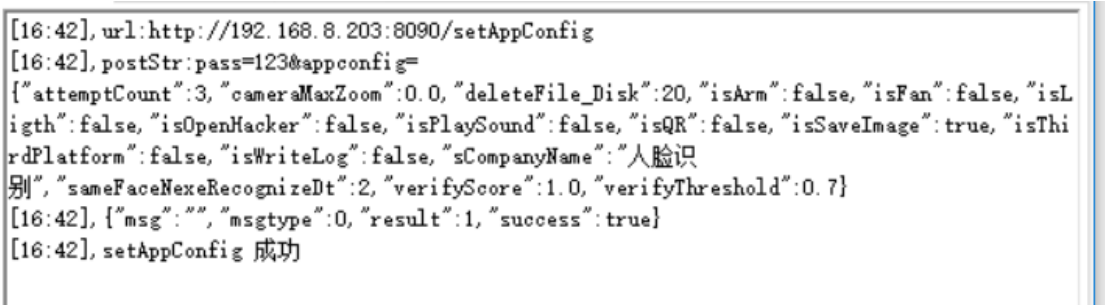 [16:42],url:http://192.168.8.203:8090/setAppConfig
[16:42],postStr:pass=123&appconfig=
{"attemptCount":3,"cameraMaxZoom":0.0,"deleteFile_Disk":20,"isArm":false,"isFan":false,"isL
igth":false,"isOpenHacker":false,"isPlaySound":false,"isQR":false,"isSaveImage":true,"isThi
rdPlatform":false,"isWriteLog":false,"sCompanyName":"人脸识
别","sameFaceNexeRecognizeDt":2,"verifyScore":1.0,"verifyThreshold":0.7}
[16:42],{"msg":"","msgtype":0,"result":1,"success":true}
[16:42],setAppConfig 成功